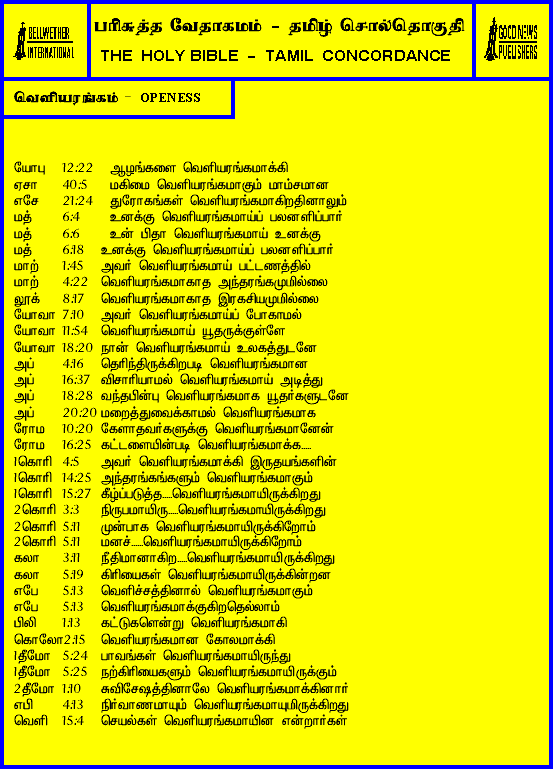 BELLWETHER
INTERNATIONAL
பரிசுத்த வேதாகமம் - தமிழ் சொல்தொகுதி
THE HOLY BIBLE - TAMIL CONCORDANCE
GOOD NEWS
PUBLISHERS
வெளியரங்கம் - OPENESS
யோபு 12:22 ஆழங்களை வெளியரங்கமாக்கி
ஏசா 40:5 மகிமை வெளியரங்கமாகும் மாம்சமான
எசே 21:24 துரோகங்கள் வெளியரங்கமாகிறதினாலும்
மத் 6:4 உனக்கு வெளியரங்கமாய்ப் பலனளிப்பார்
மத் 6:6 உன் பிதா வெளியரங்கமாய் உனக்கு
மத் 6:18 உனக்கு வெளியரங்கமாய்ப் பலனளிப்பார்
மாற் 1:45 அவர் வெளியரங்கமாய் பட்டணத்தில்
மாற் 4:22 வெளியரங்கமாகாத அந்தரங்கமுமில்லை
லூக் 8:17 வெளியரங்கமாகாத இரகசியமுமில்லை
யோவா 7:10 அவர் வெளியரங்கமாய்ப் போகாமல்
யோவா 11:54 வெளியரங்கமாய் யூதருக்குள்ளே
யோவா 18:20 நான் வெளியரங்கமாய் உலகத்துடனே
அப் 4:16 தெரிந்திருக்கிறபடி வெளியரங்கமான
அப் 16:37 விசாரியாமல் வெளியரங்கமாய் அடித்து
அப் 18:28 வந்தபின்பு வெளியரங்கமாக யூதர்களுடனே
அப் 20:20 மறைத்துவைக்காமல் வெளியரங்கமாக
ரோம 10:20 கேளாதவர்களுக்கு வெளியரங்கமானேன்
ரோம 16:25 கட்டளையின்படி வெளியரங்கமாக்க.....
1கொரி 4:5 அவர் வெளியரங்கமாக்கி இருதயங்களின்
1கொரி 14:25 அந்தரங்கங்களும் வெளியரங்கமாகும்
1கொரி 15:27 கீழ்ப்படுத்த.....வெளியரங்கமாயிருக்கிறது
2கொரி 3:3 நிருபமாயிரு.....வெளியரங்கமாயிருக்கிறது
2கொரி 5:11 முன்பாக வெளியரங்கமாயிருக்கிறோம்
2கொரி 5:11 மனச்.....வெளியரங்கமாயிருக்கிறோம்
கலா 3:11 நீதிமானாகிற.....வெளியரங்கமாயிருக்கிறது
கலா 5:19 கிரியைகள் வெளியரங்கமாயிருக்கின்றன
எபே 5:13 வெளிச்சத்தினால் வெளியரங்கமாகும்
எபே 5:13 வெளியரங்கமாக்குகிறதெல்லாம்
பிலி 1:13 கட்டுகளென்று வெளியரங்கமாகி
கொலோ2:15 வெளியரங்கமான கோலமாக்கி
1தீமோ 5:24 பாவங்கள் வெளியரங்கமாயிருந்து
1தீமோ 5:25 நற்கிரியைகளும் வெளியரங்கமாயிருக்கும்
2தீமோ 1:10 சுவிசேஷத்தினாலே வெளியரங்கமாக்கினார்
எபி 4:13 நிர்வாணமாயும் வெளியரங்கமாயுமிருக்கிறது
வெளி 15:4 செயல்கள் வெளியரங்கமாயின என்றார்கள்